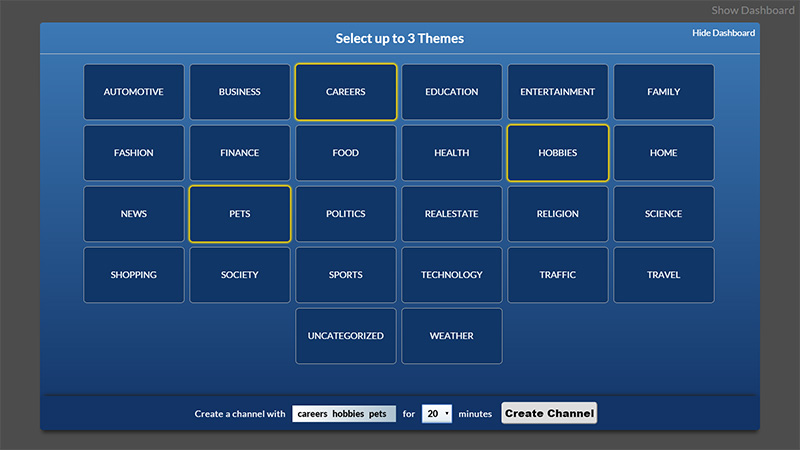 Show Dashboard
Select up to 3 Themes
Hide Dashboard
AUTOMOTIVE BUSINESS CAREERS EDUCATION ENTERTAINMENT FAMILY
FASHION FINANCE FOOD HEALTH HOBBIES HOME
NEWS PETS POLITICS REALESTATE RELIGION SCIENCE
SHOPPING SOCIETY SPORTS TECHNOLOGY TRAFFIC TRAVEL
UNCATEGORIZED WEATHER
Create a channel with careers hobbies pets for 20 minutes Create Channel